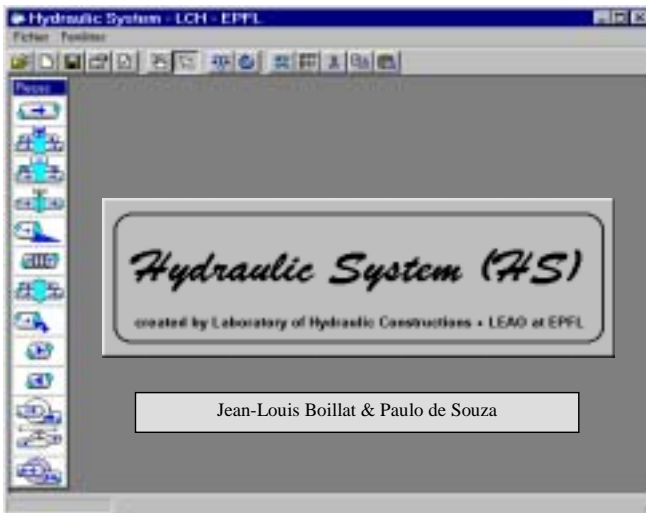 Hydraulic System - LCH - EPFL
Fichier Fenêtres
Pièces
Hydraulic System (HS)
created by Laboratory of Hydraulic Constructions • LEAO at EPFL
Jean-Louis Boillat & Paulo de Souza